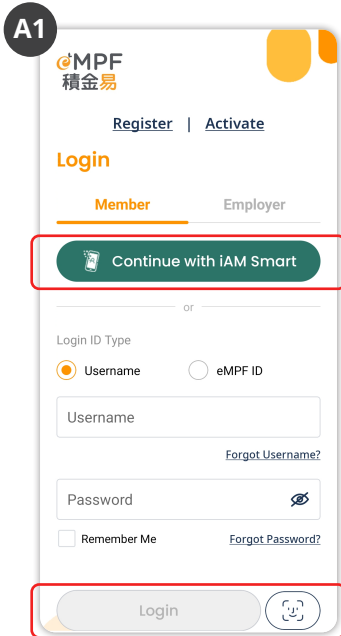 A1
eMPF
積金易
Register | Activate
Login
Member Employer
Continue with iAM Smart
or
Login ID Type
Username eMPF ID
Username
Forgot Username?
Password
Remember Me Forgot Password?
Login